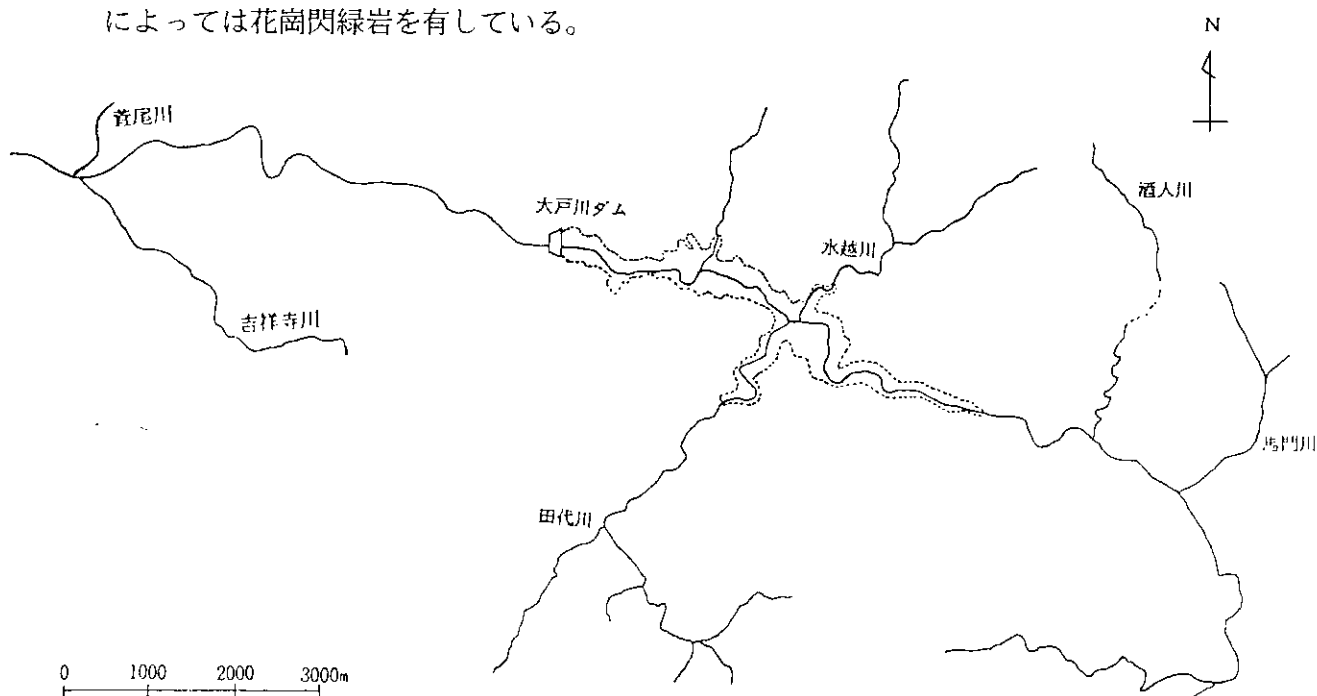 によっては花崗閃緑岩を有している。
N
菅尾川
酒人川
大戸川ダム
水越川
吉祥寺川
馬門川
田代川
0 1000 2000 3000m